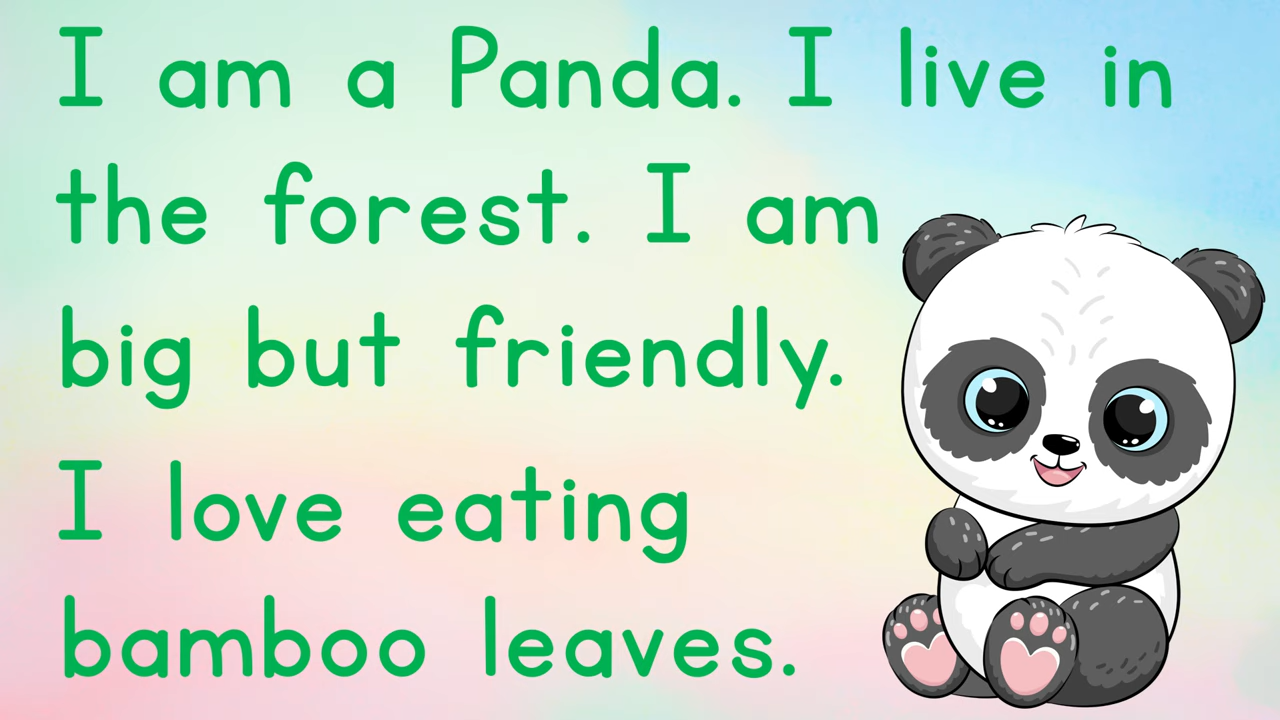 I am a Panda. I live in
the forest. I am
big but friendly.
I love eating
bamboo leaves.